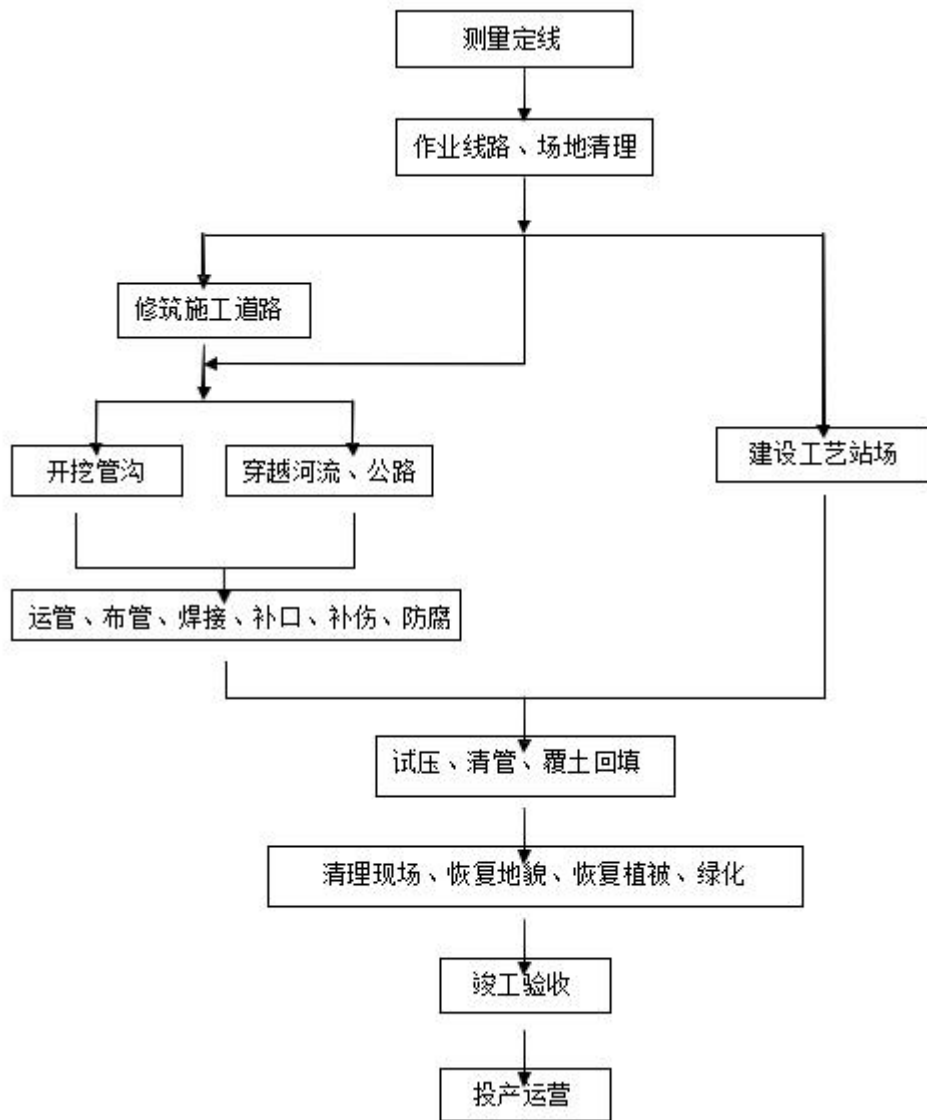 测量定线
作业线路、场地清理
修筑施工道路
开挖管沟
穿越河流、公路
建设工艺站场
运管、布管、焊接、补口、补伤、防腐
试压、清管、覆土回填
清理现场、恢复地貌、恢复植被、绿化
竣工验收
投产运营